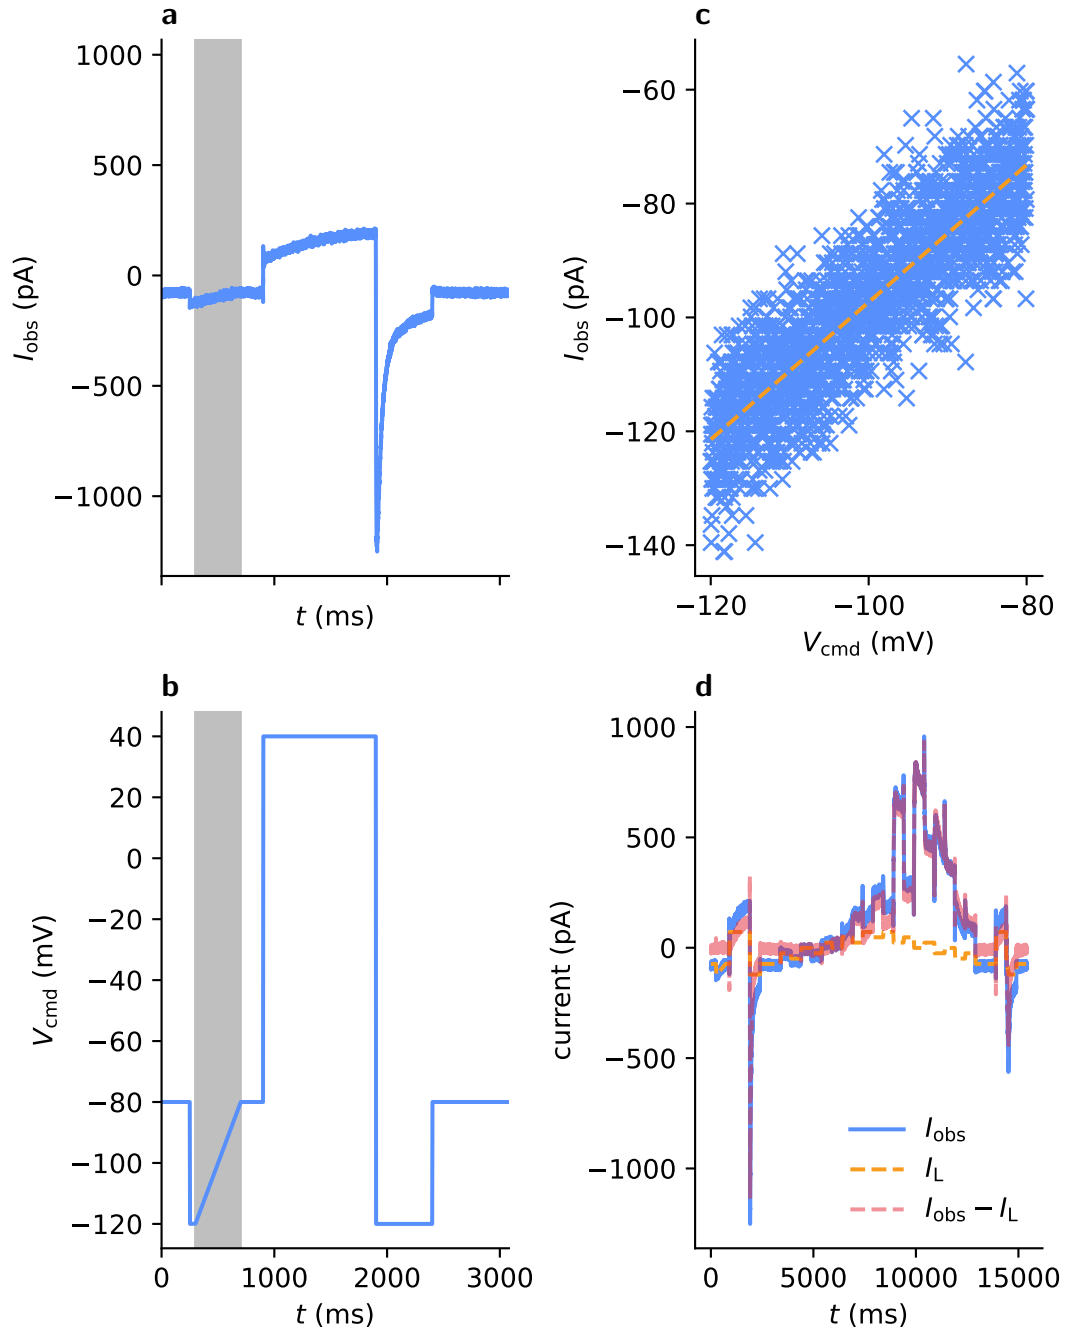 a
1000
500
0
−500
−1000
I_obs (pA)
t (ms)
c
−60
−80
−100
−120
−140
I_obs (pA)
−120 −100 −80
V_cmd (mV)
b
40
20
0
−20
−40
−60
−80
−100
−120
V_cmd (mV)
0 1000 2000 3000
t (ms)
d
1000
500
0
−500
−1000
current (pA)
I_obs
I_L
I_obs − I_L
0 5000 10000 15000
t (ms)